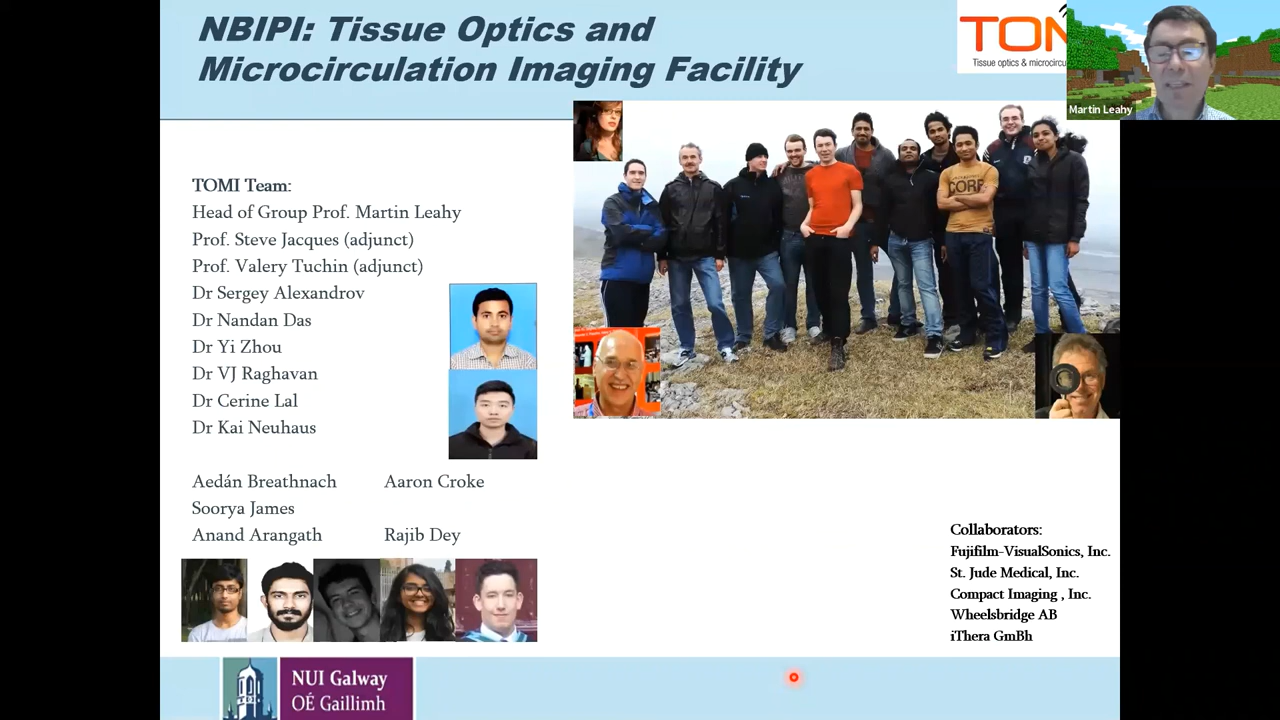 NBIPI: Tissue Optics and
Microcirculation Imaging Facility
TOM
Tissue optics & microcircu
Martin Leahy
TOMI Team:
Head of Group Prof. Martin Leahy
Prof. Steve Jacques (adjunct)
Prof. Valery Tuchin (adjunct)
Dr Sergey Alexandrov
Dr Nandan Das
Dr Yi Zhou
Dr VJ Raghavan
Dr Cerine Lal
Dr Kai Neuhaus
Aedán Breathnach Aaron Croke
Soorya James
Anand Arangath Rajib Dey
CORP
Collaborators:
Fujifilm-VisualSonics, Inc.
St. Jude Medical, Inc.
Compact Imaging , Inc.
Wheelsbridge AB
iThera GmBh
NUI Galway
OÉ Gaillimh